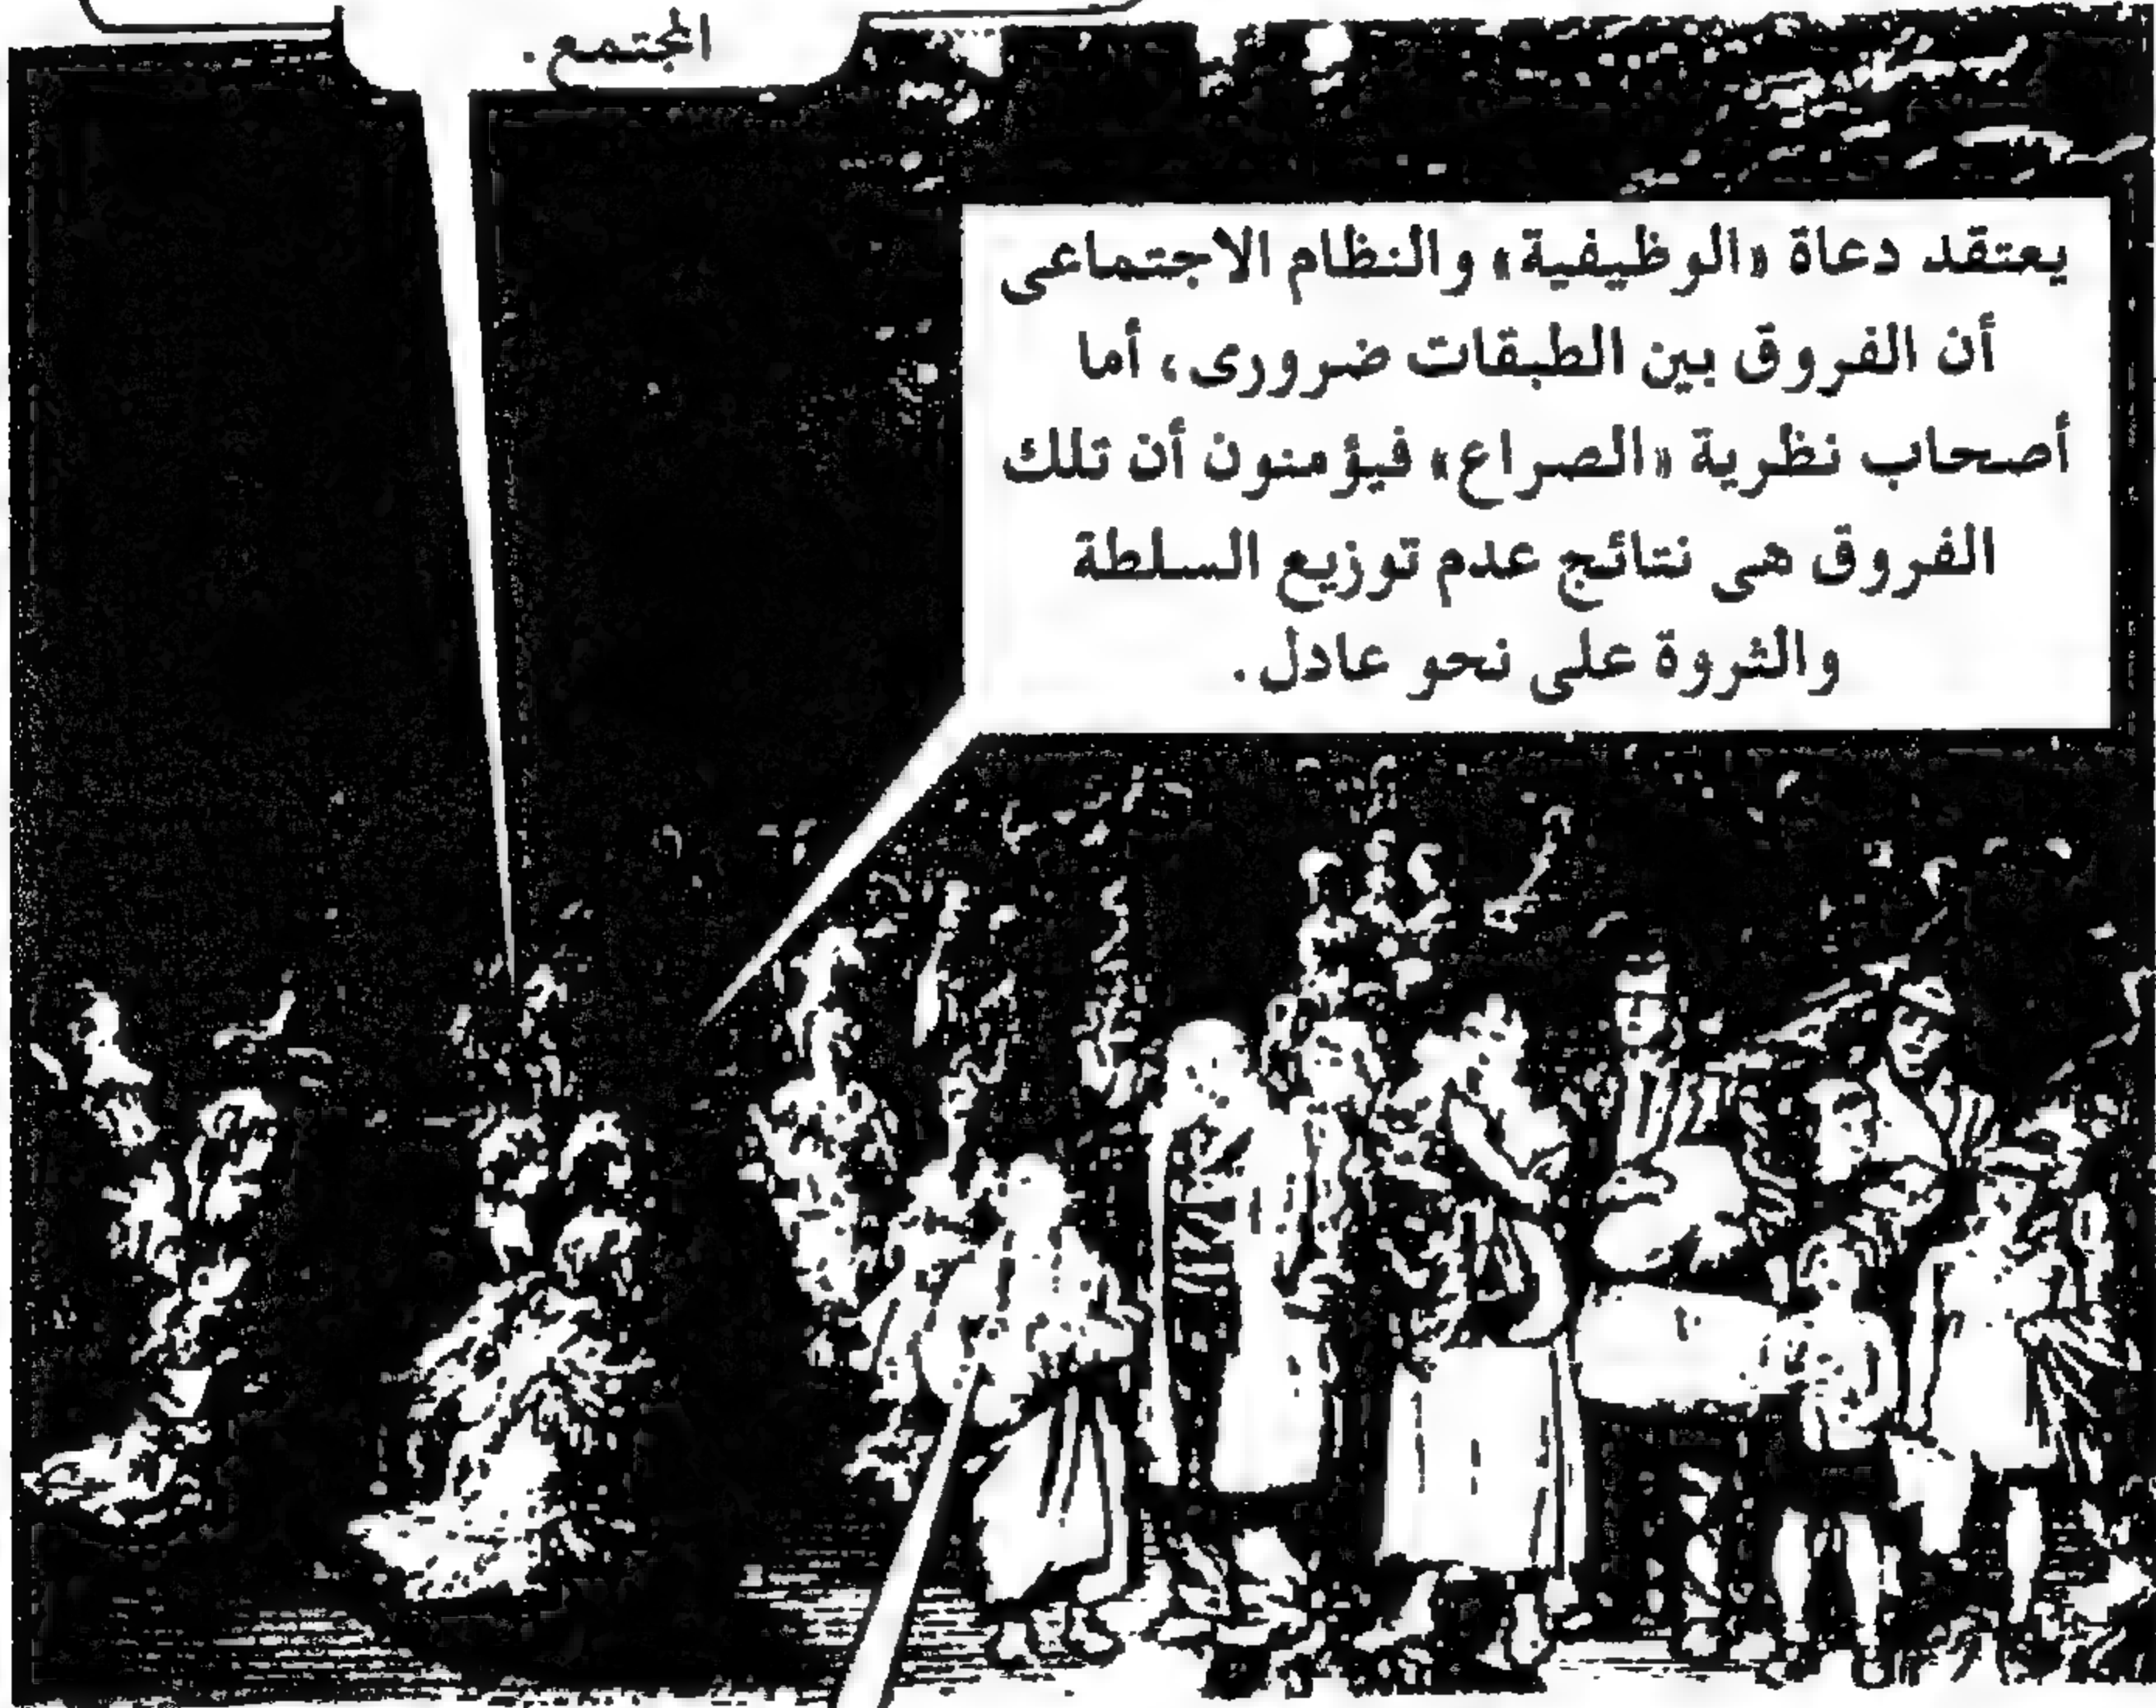 المجتمع.
يعتقد دعاة «الوظيفية» والنظام الاجتماعى
أن الفروق بين الطبقات ضرورى، أما
أصحاب نظرية «الصراع» فيؤمنون أن تلك
الفروق هى نتائج عدم توزيع السلطة
والثروة على نحو عادل.